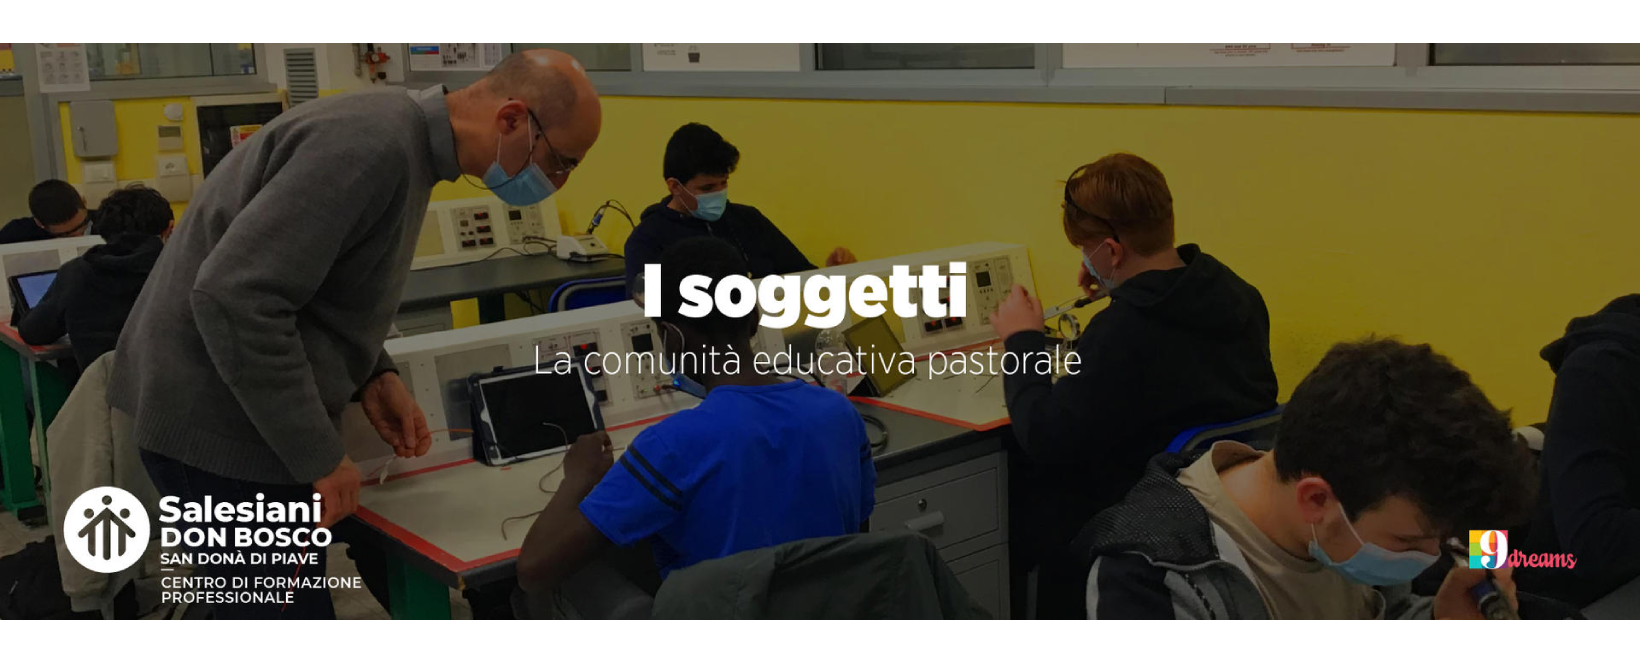 I soggetti
La comunità educativa pastorale
Salesiani
DON BOSCO
SAN DONÀ DI PIAVE
CENTRO DI FORMAZIONE
PROFESSIONALE
9dreams